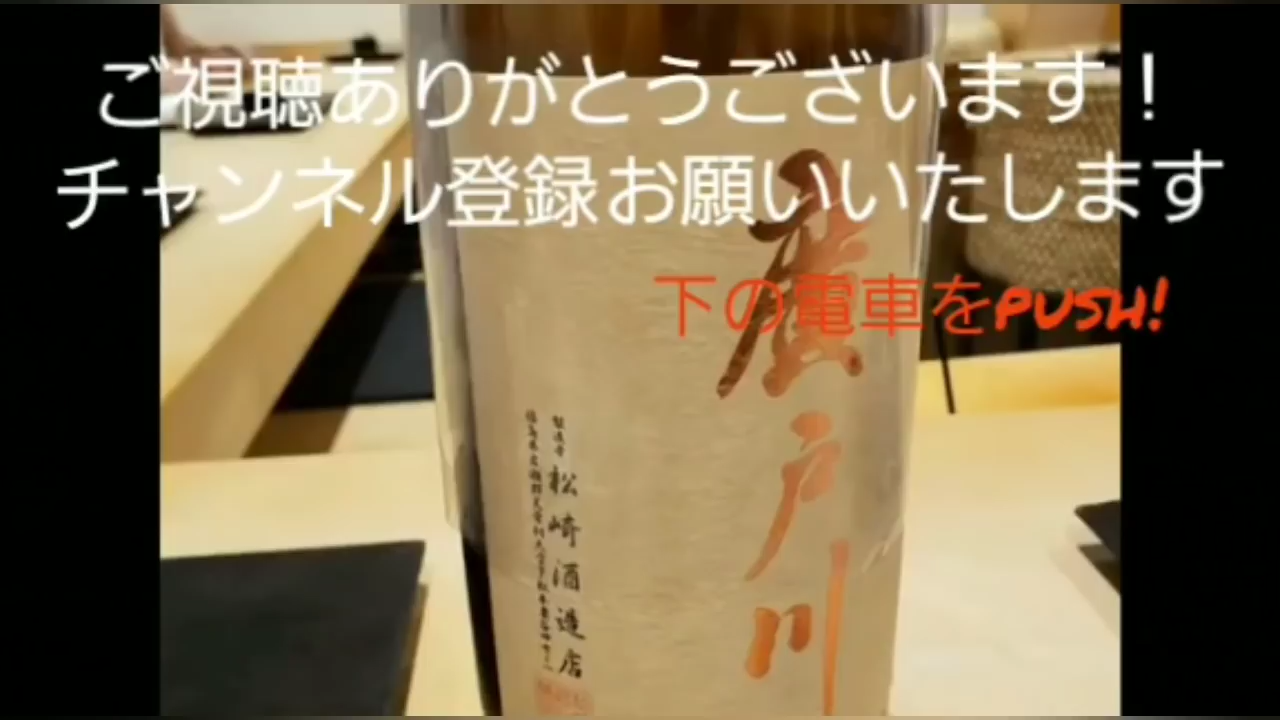 ご視聴ありがとうございます！
チャンネル登録お願いいたします
下の電車をPUSH!
廣戸川
製造者
松崎酒造店